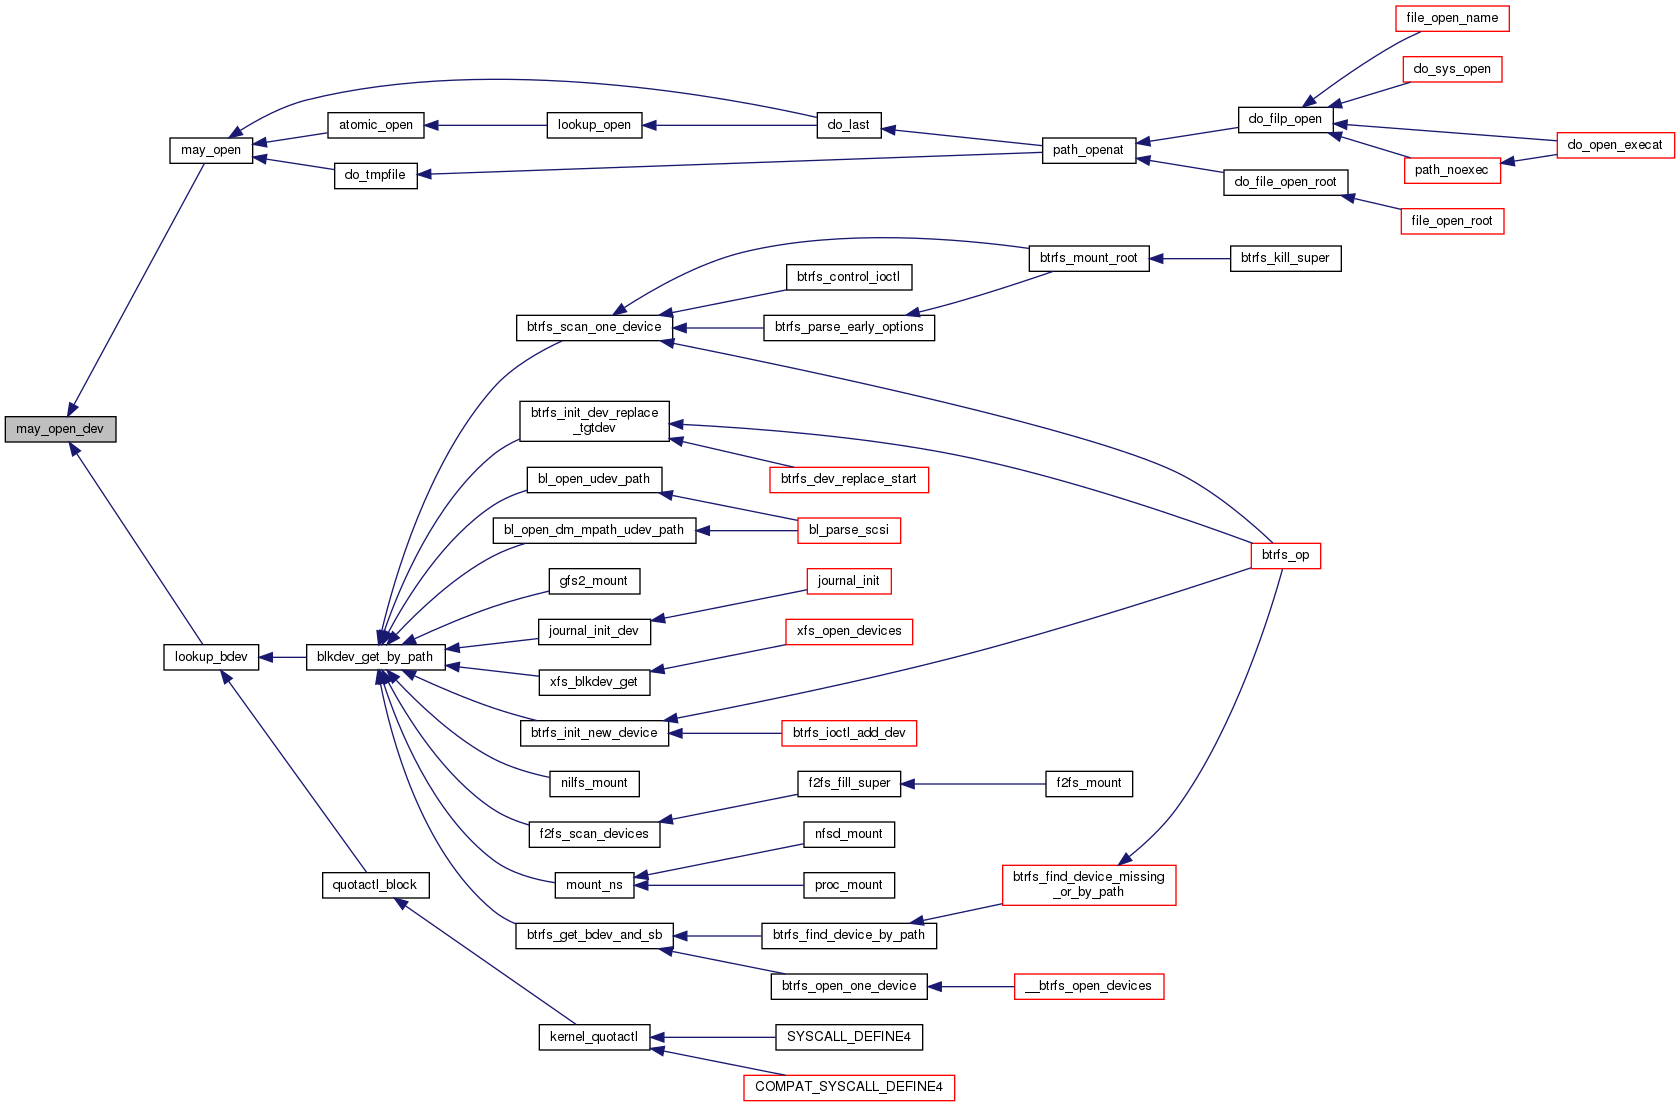 file_open_name
do_sys_open
atomic_open
lookup_open
do_last
do_filp_open
may_open
path_openat
do_open_execat
do_tmpfile
path_noexec
do_file_open_root
file_open_root
btrfs_mount_root
btrfs_kill_super
btrfs_control_ioctl
btrfs_scan_one_device
btrfs_parse_early_options
btrfs_init_dev_replace
_tgtdev
may_open_dev
bl_open_udev_path
btrfs_dev_replace_start
bl_open_dm_mpath_udev_path
bl_parse_scsi
btrfs_op
gfs2_mount
journal_init
journal_init_dev
xfs_open_devices
lookup_bdev
blkdev_get_by_path
xfs_blkdev_get
btrfs_init_new_device
btrfs_ioctl_add_dev
nilfs_mount
f2fs_fill_super
f2fs_mount
f2fs_scan_devices
nfsd_mount
quotactl_block
mount_ns
proc_mount
btrfs_find_device_missing
_or_by_path
btrfs_get_bdev_and_sb
btrfs_find_device_by_path
btrfs_open_one_device
__btrfs_open_devices
kernel_quotactl
SYSCALL_DEFINE4
COMPAT_SYSCALL_DEFINE4